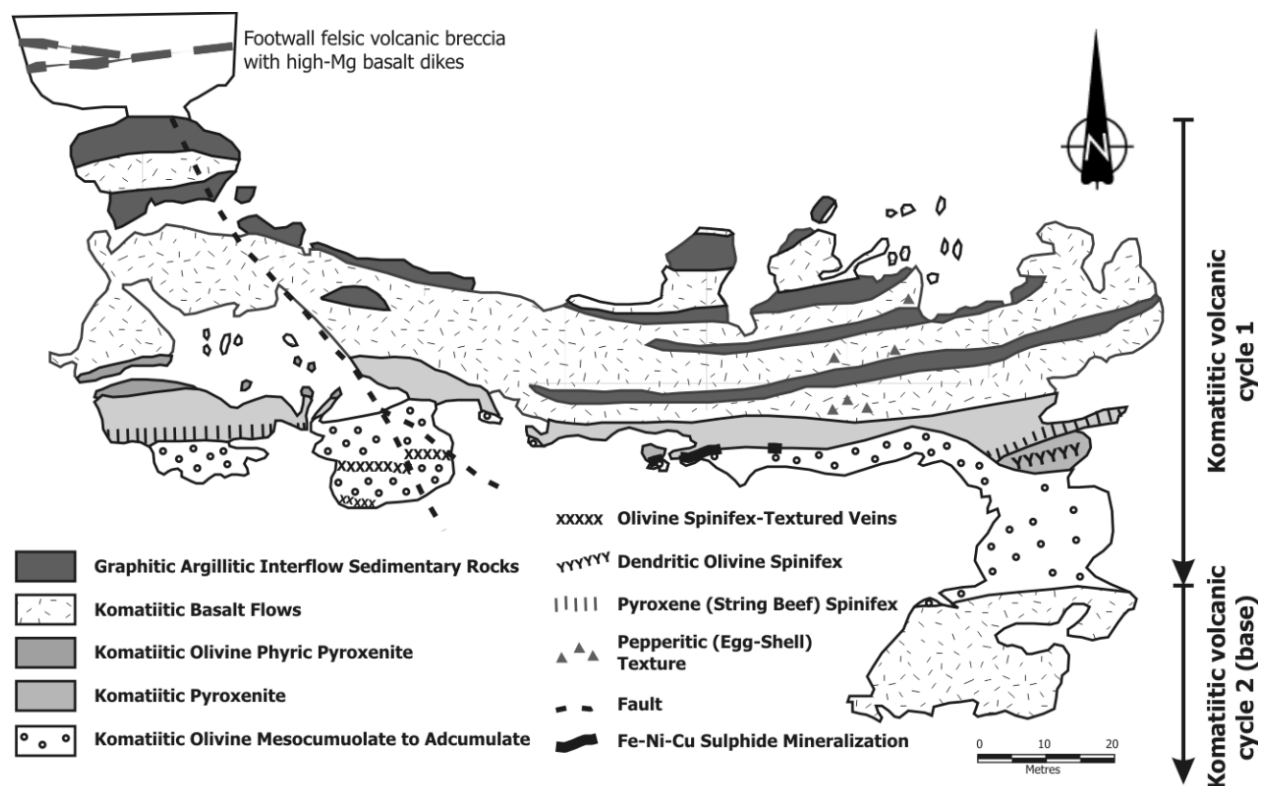 Footwall felsic volcanic breccia
with high-Mg basalt dikes
N
Komatiitic volcanic
cycle 1
Komatiitic volcanic
cycle 2 (base)
Graphitic Argillitic Interflow Sedimentary Rocks
Komatiitic Basalt Flows
Komatiitic Olivine Phyric Pyroxenite
Komatiitic Pyroxenite
Komatiitic Olivine Mesocumuolate to Adcumulate
xxxxx Olivine Spinifex-Textured Veins
Dendritic Olivine Spinifex
Pyroxene (String Beef) Spinifex
Pepperitic (Egg-Shell)
Texture
Fault
Fe-Ni-Cu Sulphide Mineralization
0 10 20
Metres